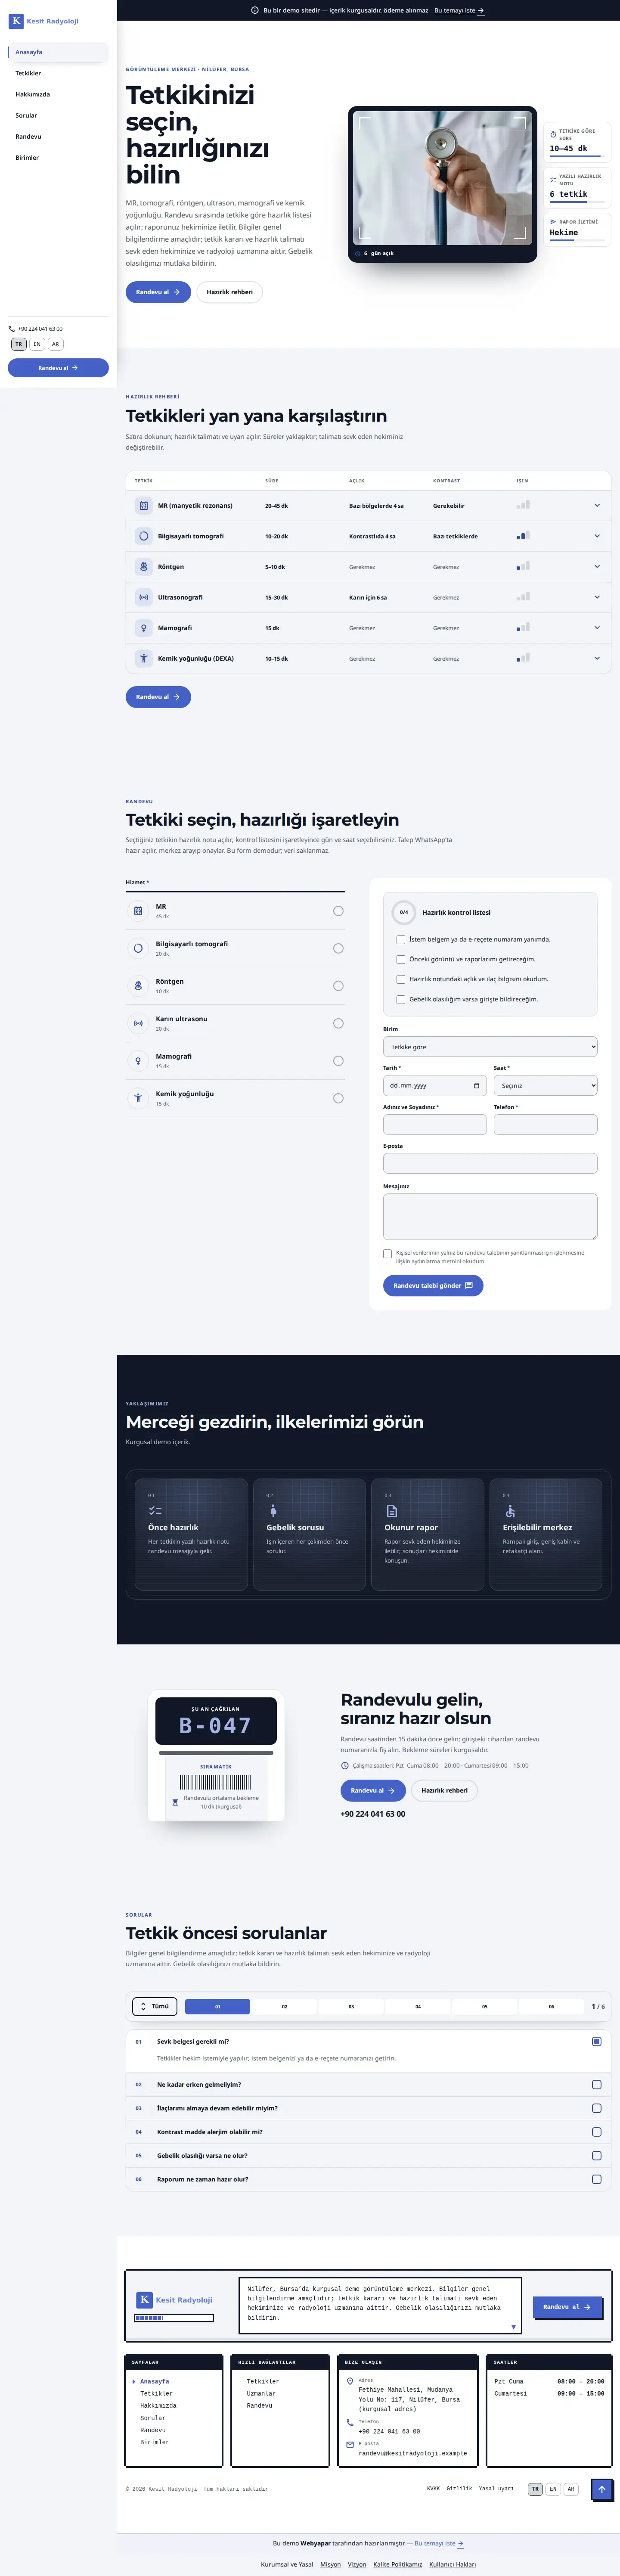 Kesit Radyoloji
Anasayfa
Tetkikler
Hakkımızda
Sorular
Randevu
Birimler
+90 224 041 63 00
TR EN AR
Randevu al
Bu bir demo sitedir — içerik kurgusaldır, ödeme alınmaz Bu temayı iste
GÖRÜNTÜLEME MERKEZİ · NİLÜFER, BURSA
Tetkikinizi
seçin,
hazırlığınızı
bilin
MR, tomografi, röntgen, ultrason, mamografi ve kemik
yoğunluğu. Randevu sırasında tetkike göre hazırlık listesi
açılır; raporunuz hekiminize iletilir. Bilgiler genel
bilgilendirme amaçlıdır; tetkik kararı ve hazırlık talimatı
sevk eden hekiminize ve radyoloji uzmanına aittir. Gebelik
olasılığınızı mutlaka bildirin.
Randevu al
Hazırlık rehberi
6 gün açık
TETKİKE GÖRE
SÜRE
10–45 dk
YAZILI HAZIRLIK
NOTU
6 tetkik
RAPOR İLETİMİ
Hekime
HAZIRLIK REHBERİ
Tetkikleri yan yana karşılaştırın
Satıra dokunun; hazırlık talimatı ve uyarı açılır. Süreler yaklaşıktır; talimatı sevk eden hekiminiz
değiştirebilir.
TETKİK SÜRE AÇLIK KONTRAST IŞIN
MR (manyetik rezonans) 20–45 dk Bazı bölgelerde 4 sa Gerekebilir
Bilgisayarlı tomografi 10–20 dk Kontrastlıda 4 sa Bazı tetkiklerde
Röntgen 5–10 dk Gerekmez Gerekmez
Ultrasonografi 15–30 dk Karın için 6 sa Gerekmez
Mamografi 15 dk Gerekmez Gerekmez
Kemik yoğunluğu (DEXA) 10–15 dk Gerekmez Gerekmez
Randevu al
RANDEVU
Tetkiki seçin, hazırlığı işaretleyin
Seçtiğiniz tetkikin hazırlık notu açılır; kontrol listesini işaretleyince gün ve saat seçebilirsiniz. Talep WhatsApp'ta
hazır açılır, merkez arayıp onaylar. Bu form demodur; veri saklanmaz.
Hizmet *
MR
45 dk
Bilgisayarlı tomografi
20 dk
Röntgen
10 dk
Karın ultrasonu
20 dk
Mamografi
15 dk
Kemik yoğunluğu
15 dk
0/4 Hazırlık kontrol listesi
İstem belgem ya da e-reçete numaram yanımda.
Önceki görüntü ve raporlarımı getireceğim.
Hazırlık notundaki açlık ve ilaç bilgisini okudum.
Gebelik olasılığım varsa girişte bildireceğim.
Birim
Tetkike göre
Tarih * Saat *
dd.mm.yyyy Seçiniz
Adınız ve Soyadınız * Telefon *
E-posta
Mesajınız
Kişisel verilerimin yalnız bu randevu talebinin yanıtlanması için işlenmesine
ilişkin aydınlatma metnini okudum.
Randevu talebi gönder
YAKLAŞIMIMIZ
Merceği gezdirin, ilkelerimizi görün
Kurgusal demo içerik.
01
Önce hazırlık
Her tetkikin yazılı hazırlık notu
randevu mesajıyla gelir.
02
Gebelik sorusu
Işın içeren her çekimden önce
sorulur.
03
Okunur rapor
Rapor sevk eden hekiminize
iletilir; sonuçları hekiminizle
konuşun.
04
Erişilebilir merkez
Rampalı giriş, geniş kabin ve
refakatçi alanı.
ŞU AN ÇAĞRILAN
B-047
SIRAMATİK
Randevulu ortalama bekleme
10 dk (kurgusal)
Randevulu gelin,
sıranız hazır olsun
Randevu saatinden 15 dakika önce gelin; girişteki cihazdan randevu
numaranızla fiş alın. Bekleme süreleri kurgusaldır.
Çalışma saatleri: Pzt–Cuma 08:00 – 20:00 · Cumartesi 09:00 – 15:00
Randevu al
Hazırlık rehberi
+90 224 041 63 00
SORULAR
Tetkik öncesi sorulanlar
Bilgiler genel bilgilendirme amaçlıdır; tetkik kararı ve hazırlık talimatı sevk eden hekiminize ve radyoloji
uzmanına aittir. Gebelik olasılığınızı mutlaka bildirin.
Tümü 01 02 03 04 05 06 1 / 6
01 Sevk belgesi gerekli mi?
Tetkikler hekim istemiyle yapılır; istem belgenizi ya da e-reçete numaranızı getirin.
02 Ne kadar erken gelmeliyim?
03 İlaçlarımı almaya devam edebilir miyim?
04 Kontrast madde alerjim olabilir mi?
05 Gebelik olasılığı varsa ne olur?
06 Raporum ne zaman hazır olur?
Kesit Radyoloji
Nilüfer, Bursa'da kurgusal demo görüntüleme merkezi. Bilgiler genel
bilgilendirme amaçlıdır; tetkik kararı ve hazırlık talimatı sevk eden
hekiminize ve radyoloji uzmanına aittir. Gebelik olasılığınızı mutlaka
bildirin.
Randevu al
SAYFALAR
Anasayfa
Tetkikler
Hakkımızda
Sorular
Randevu
Birimler
HIZLI BAĞLANTILAR
Tetkikler
Uzmanlar
Randevu
BİZE ULAŞIN
Adres
Fethiye Mahallesi, Mudanya
Yolu No: 117, Nilüfer, Bursa
(kurgusal adres)
Telefon
+90 224 041 63 00
E-posta
randevu@kesitradyoloji.example
SAATLER
Pzt–Cuma 08:00 – 20:00
Cumartesi 09:00 – 15:00
© 2026 Kesit Radyoloji Tüm hakları saklıdır
KVKK Gizlilik Yasal uyarı
TR EN AR
Bu demo Webyapar tarafından hazırlanmıştır — Bu temayı iste
Kurumsal ve Yasal Misyon Vizyon Kalite Politikamız Kullanıcı Hakları